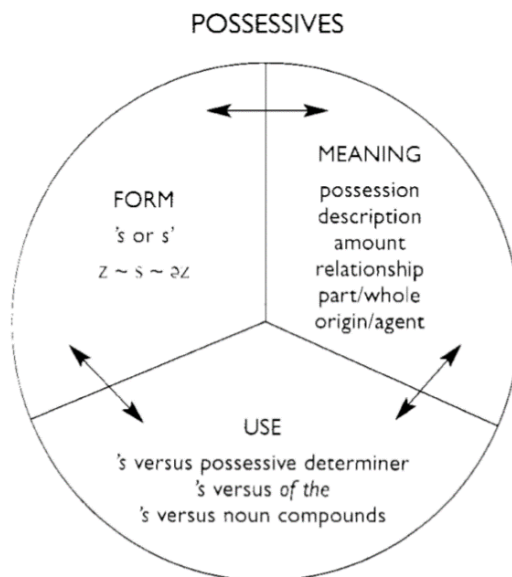 POSSESSIVES
FORM
's or s'
z ~ s ~ əz
MEANING
possession
description
amount
relationship
part/whole
origin/agent
USE
's versus possessive determiner
's versus of the
's versus noun compounds